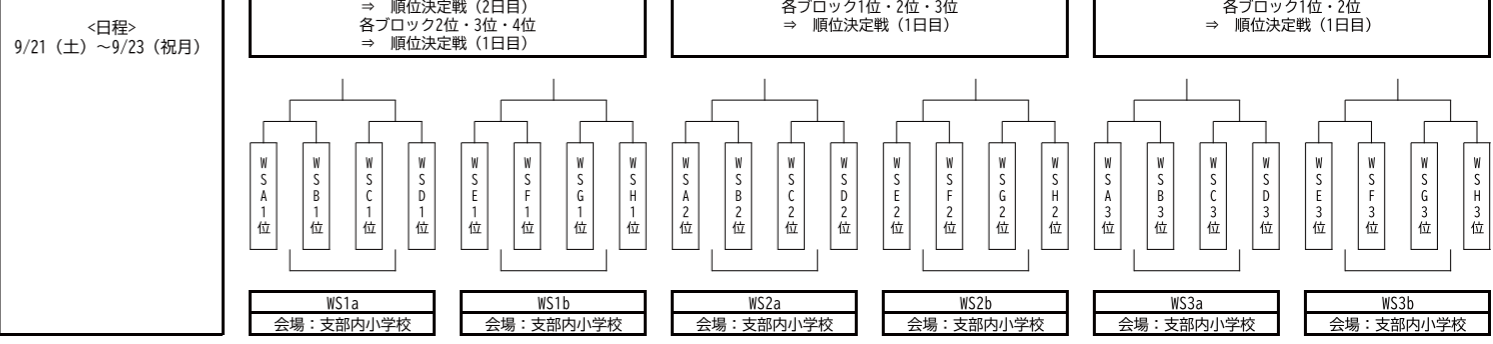 <日程>
9/21（土）～9/23（祝月）
⇒ 順位決定戦（2日目）
各ブロック2位・3位・4位
⇒ 順位決定戦（1日目）
各ブロック1位・2位・3位
⇒ 順位決定戦（1日目）
各ブロック1位・2位
⇒ 順位決定戦（1日目）
WSA1位
WSB1位
WSC1位
WSD1位
WSE1位
WSF1位
WSG1位
WSH1位
WSA2位
WSB2位
WSC2位
WSD2位
WSE2位
WSF2位
WSG2位
WSH2位
WSA3位
WSB3位
WSC3位
WSD3位
WSE3位
WSF3位
WSG3位
WSH3位
WS1a
会場：支部内小学校
WS1b
会場：支部内小学校
WS2a
会場：支部内小学校
WS2b
会場：支部内小学校
WS3a
会場：支部内小学校
WS3b
会場：支部内小学校